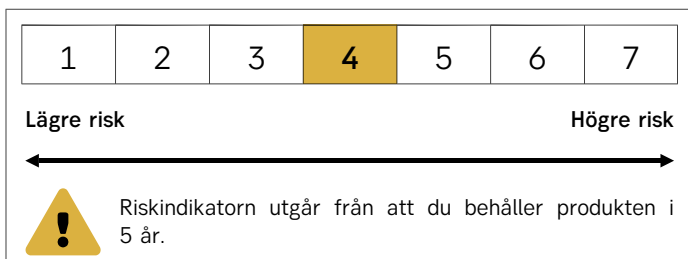 1 2 3 4 5 6 7
Lägre risk Högre risk
Riskindikatorn utgår från att du behåller produkten i
5 år.